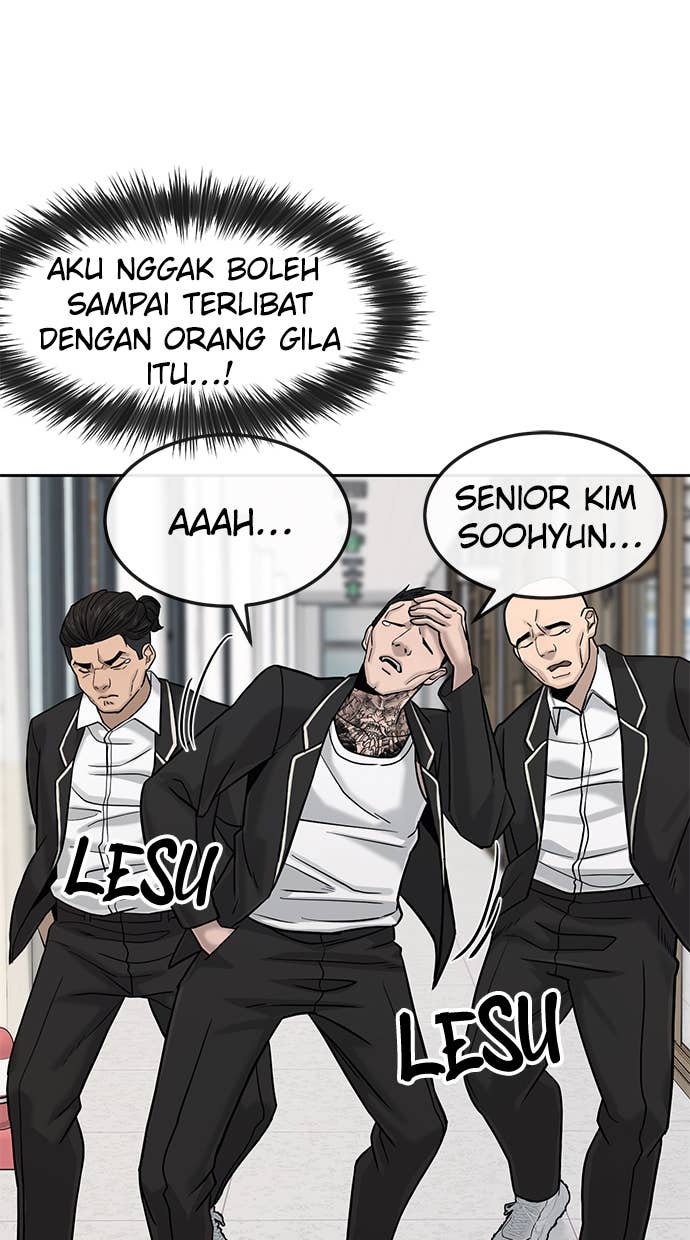 AKU NGGAK BOLEH
SAMPAI TERLIBAT
DENGAN ORANG GILA
ITU...!
AAAH...
SENIOR KIM
SOOHYUN...
LESU
LESU